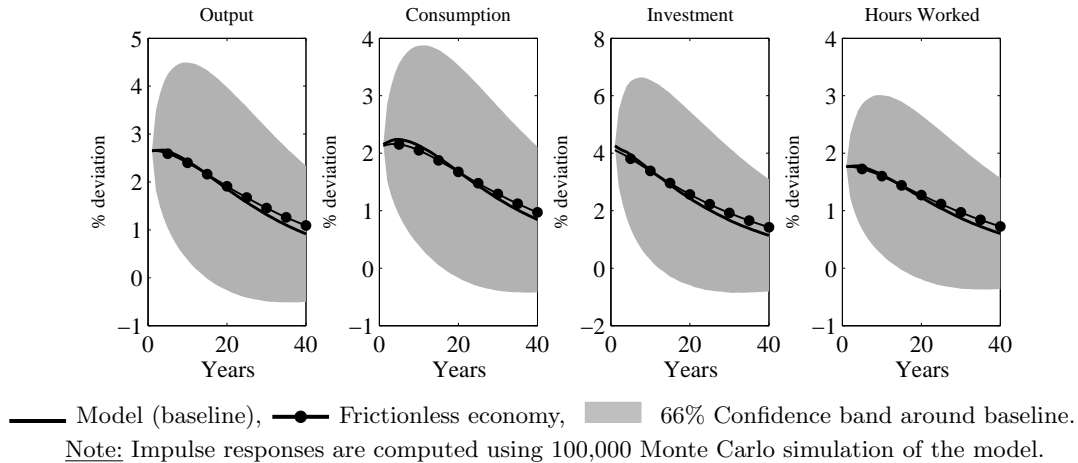 Output
Consumption
Investment
Hours Worked
5
4
3
2
1
0
−1
% deviation
0
20
40
Years
4
3
2
1
0
−1
% deviation
0
20
40
Years
8
6
4
2
0
−2
% deviation
0
20
40
Years
4
3
2
1
0
−1
% deviation
0
20
40
Years
Model (baselinе), Frictionless economy, 66% Confidence band around baseline.
Note: Impulse responses are computed using 100,000 Monte Carlo simulation of the model.